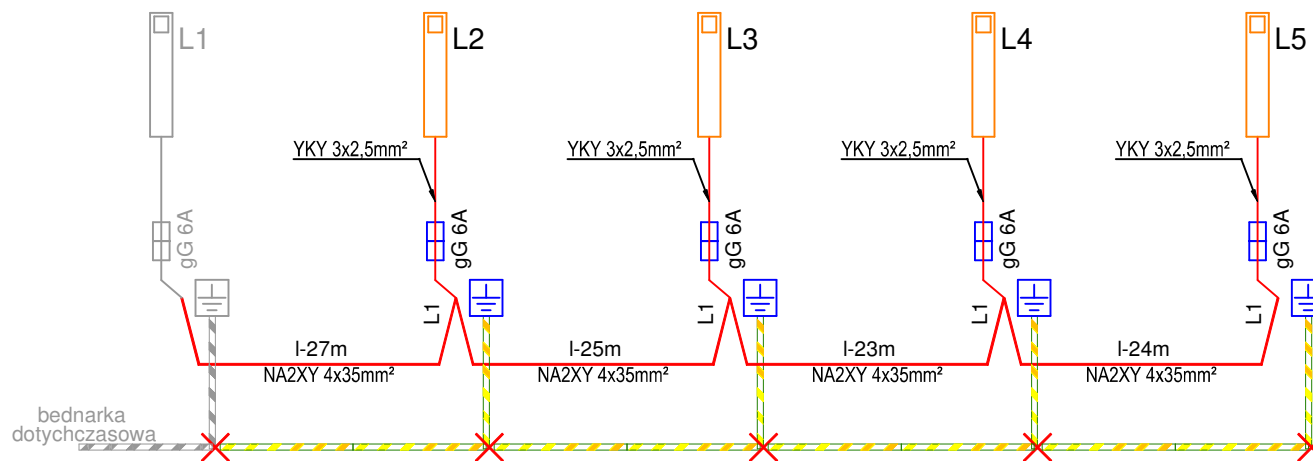 L1
L2
L3
L4
L5
YKY 3x2,5mm²
YKY 3x2,5mm²
YKY 3x2,5mm²
YKY 3x2,5mm²
gG 6A
gG 6A
gG 6A
gG 6A
gG 6A
L1
L1
L1
L1
l-27m
l-25m
l-23m
l-24m
NA2XY 4x35mm²
NA2XY 4x35mm²
NA2XY 4x35mm²
NA2XY 4x35mm²
bednarka
dotychczasowa